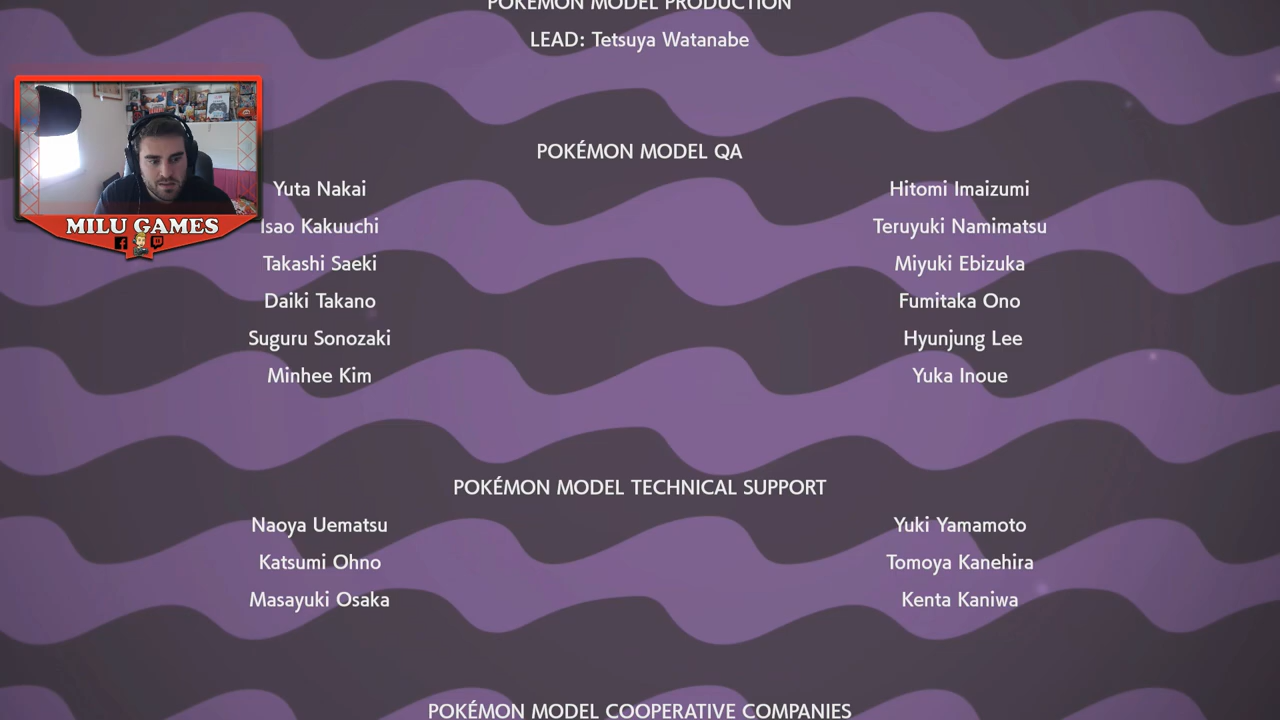 POKÉMON MODEL PRODUCTION
LEAD: Tetsuya Watanabe
POKÉMON MODEL QA
Yuta Nakai Hitomi Imaizumi
Isao Kakuuchi Teruyuki Namimatsu
Takashi Saeki Miyuki Ebizuka
Daiki Takano Fumitaka Ono
Suguru Sonozaki Hyunjung Lee
Minhee Kim Yuka Inoue
POKÉMON MODEL TECHNICAL SUPPORT
Naoya Uematsu Yuki Yamamoto
Katsumi Ohno Tomoya Kanehira
Masayuki Osaka Kenta Kaniwa
POKÉMON MODEL COOPERATIVE COMPANIES
MILU GAMES